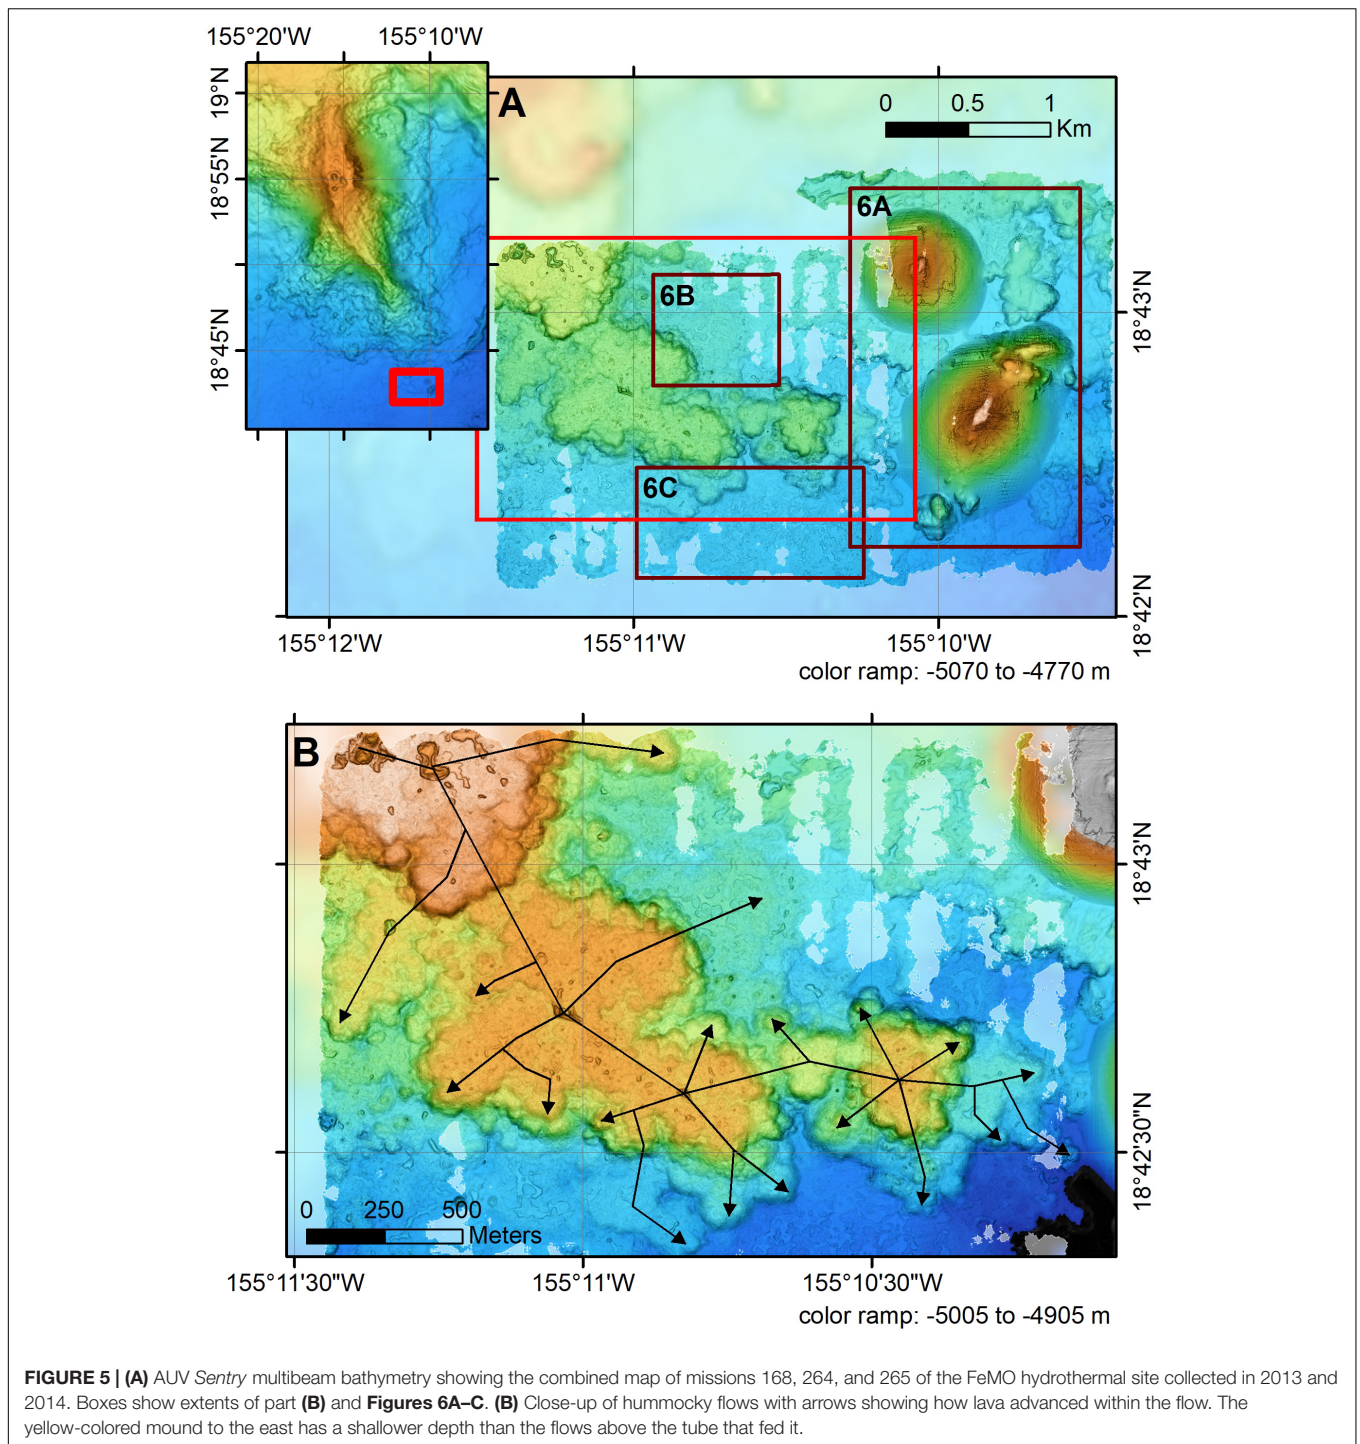 155°20'W 155°10'W
19°N
18°55'N
18°45'N
A
0 0.5 1
Km
6A
6B
6C
18°43'N
18°42'N
155°12'W 155°11'W 155°10'W
color ramp: -5070 to -4770 m
B
18°43'N
18°42'30"N
0 250 500
Meters
155°11'30"W 155°11'W 155°10'30"W
color ramp: -5005 to -4905 m
FIGURE 5 | (A) AUV Sentry multibeam bathymetry showing the combined map of missions 168, 264, and 265 of the FeMO hydrothermal site collected in 2013 and
2014. Boxes show extents of part (B) and Figures 6A–C. (B) Close-up of hummocky flows with arrows showing how lava advanced within the flow. The
yellow-colored mound to the east has a shallower depth than the flows above the tube that fed it.